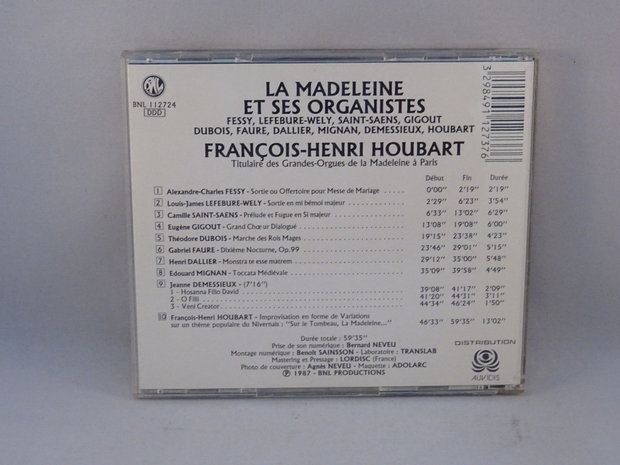 BNL
BNL 112724
DDD
LA MADELEINE
ET SES ORGANISTES
FESSY, LEFEBURE-WELY, SAINT-SAENS, GIGOUT
DUBOIS, FAURE, DALLIER, MIGNAN, DEMESSIEUX, HOUBART
FRANÇOIS-HENRI HOUBART
Titulaire des Grandes-Orgues de la Madeleine à Paris
3 298491 127376
Début Fin Durée
1 Alexandre-Charles FESSY - Sortie ou Offertoire pour Messe de Mariage ..... 0'00" 2'19" 2'19"
2 Louis-James LEFEBURE-WELY - Sortie en mi bémol majeur ..... 2'29" 6'23" 3'54"
3 Camille SAINT-SAENS - Prélude et Fugue en Si majeur ..... 6'33" 13'02" 6'29"
4 Eugène GIGOUT - Grand Chœur Dialogué ..... 13'08" 19'08" 6'00"
5 Théodore DUBOIS - Marche des Rois Mages ..... 19'15" 23'38" 4'23"
6 Gabriel FAURE - Dixième Nocturne, Op.99 ..... 23'46" 29'01" 5'15"
7 Henri DALLIER - Monstra te esse matrem ..... 29'12" 35'00" 5'48"
8 Edouard MIGNAN - Toccata Médiévale ..... 35'09" 39'58" 4'49"
9 Jeanne DEMESSIEUX - (7'16")
1 - Hosanna Filio David ..... 39'08" 41'17" 2'09"
2 - O Filii ..... 41'20" 44'31" 3'11"
3 - Veni Creator ..... 44'34" 46'24" 1'50"
10 François-Henri HOUBART - Improvisation en forme de Variations
sur un thème populaire du Nivernais : "Sur le Tombeau, La Madeleine..." 46'33" 59'35" 13'02"
Durée totale : 59'35"
Prise de son numérique : Bernard NEVEU
Montage numérique : Benoît SAINSSON - Laboratoire : TRANSLAB
Mastering et Pressage : LORDISC (France)
Photo de couverture : Agnès NEVEU - Maquette : ADOLARC
℗ 1987 - BNL PRODUCTIONS
DISTRIBUTION
AUVIDIS